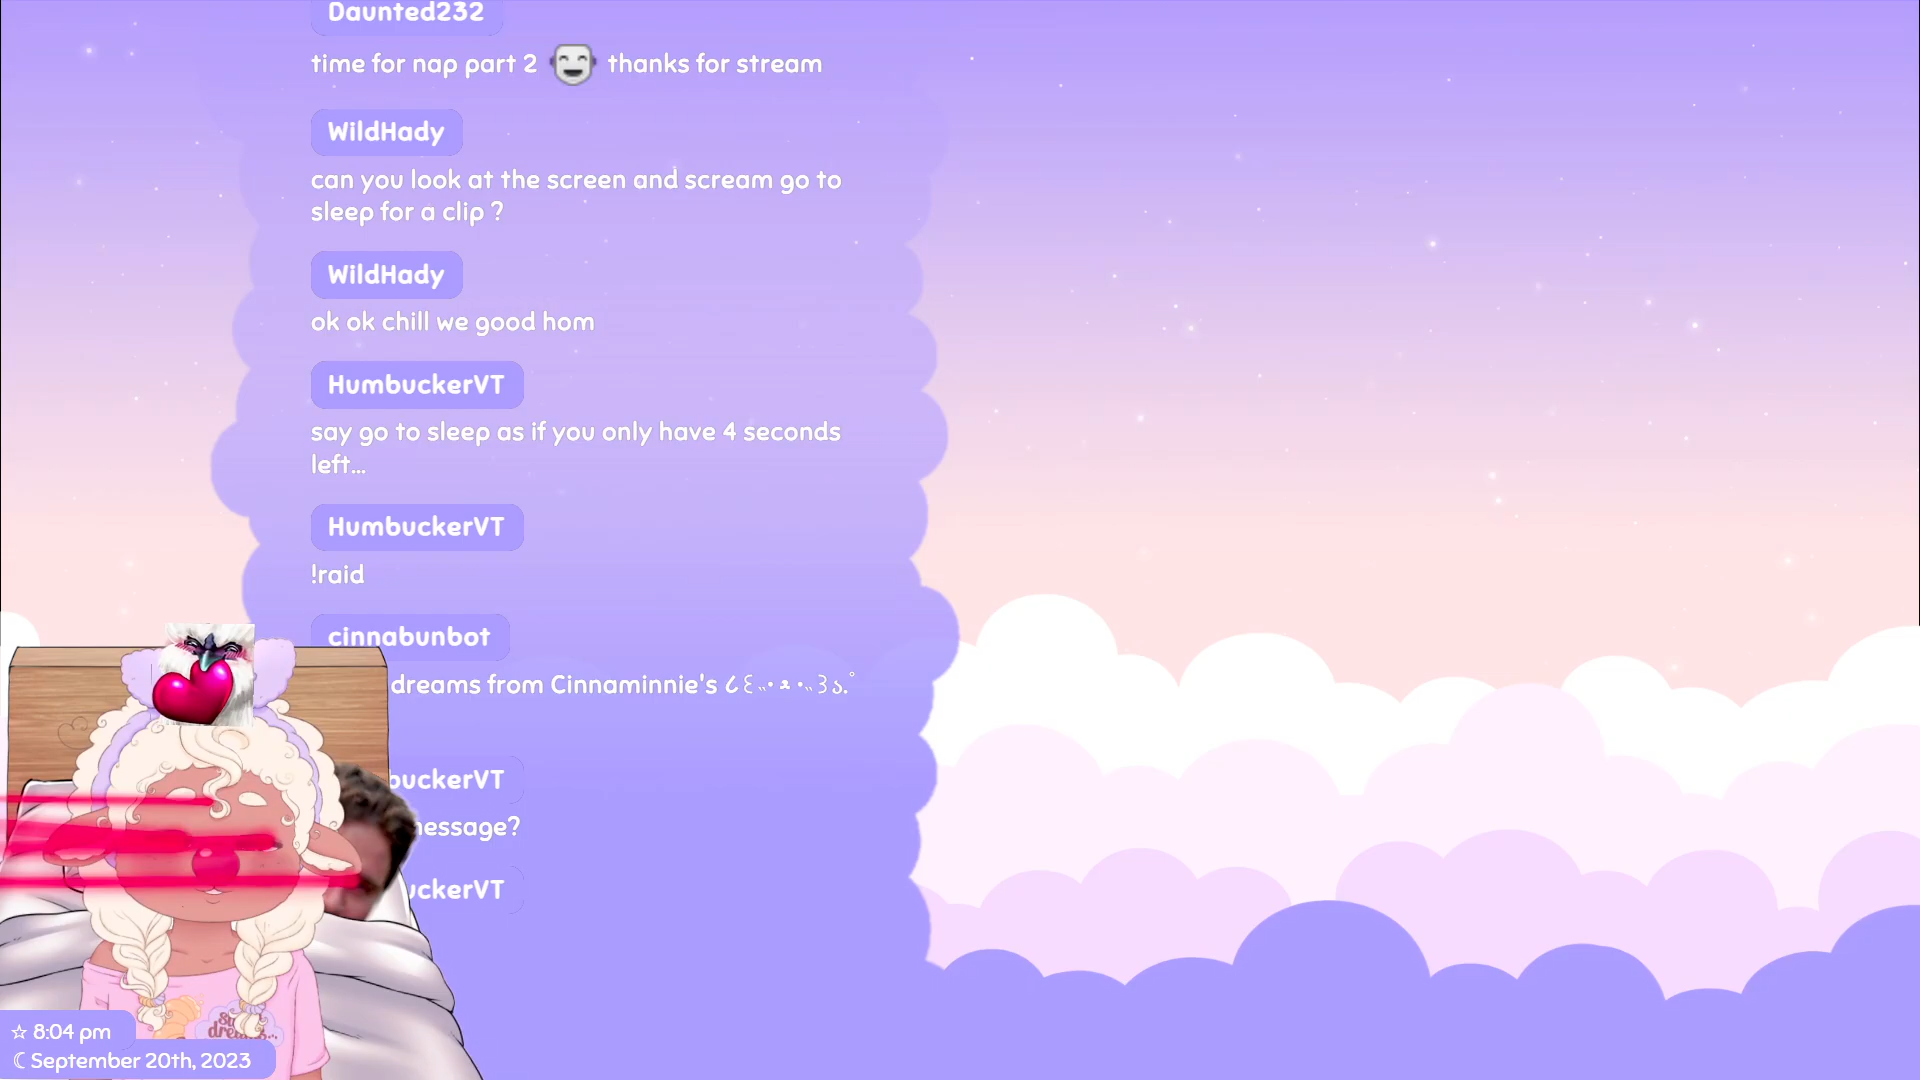 Daunted232
time for nap part 2 thanks for stream
WildHady
can you look at the screen and scream go to
sleep for a clip ?
WildHady
ok ok chill we good hom
HumbuckerVT
say go to sleep as if you only have 4 seconds
left...
HumbuckerVT
!raid
cinnabunbot
dreams from Cinnaminnie's
buckerVT
message?
uckerVT
☆ 8:04 pm
☾ September 20th, 2023